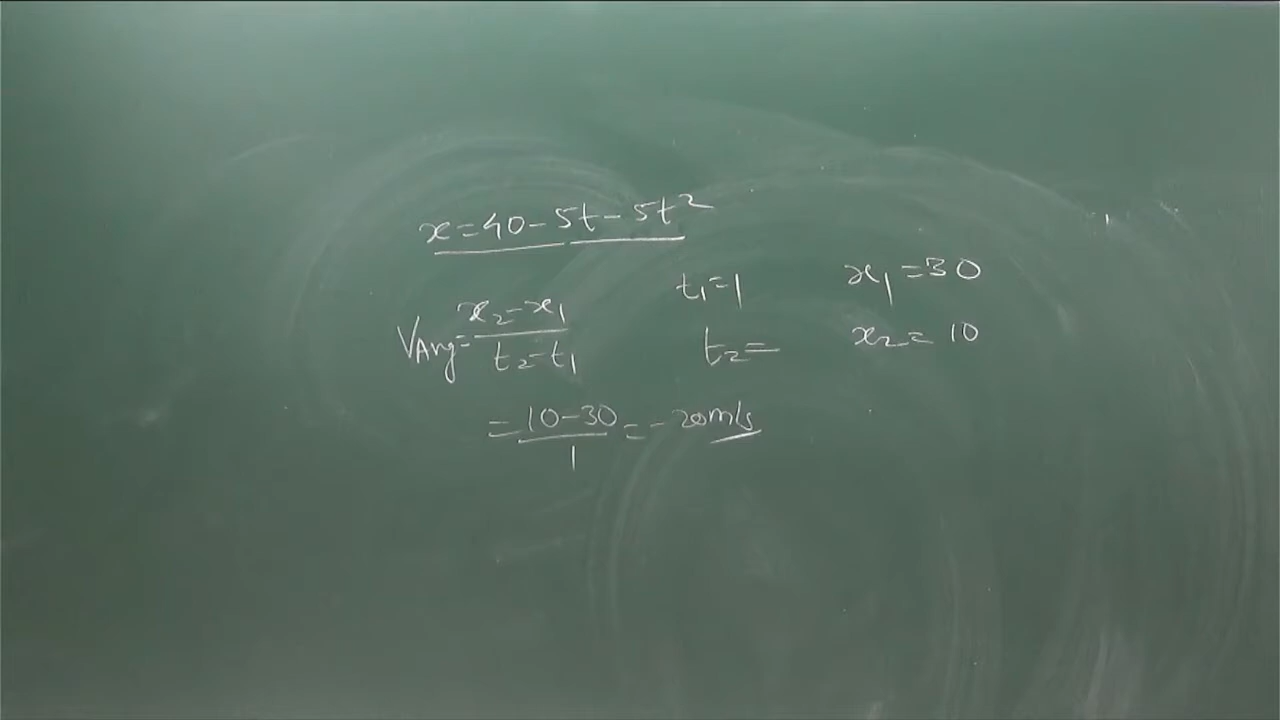 x=40-5t-5t²
t₁=1 x₁=30
VAvg= x₂-x₁ / t₂-t₁
t₂= x₂=10
= 10-30 / 1 = -20m/s